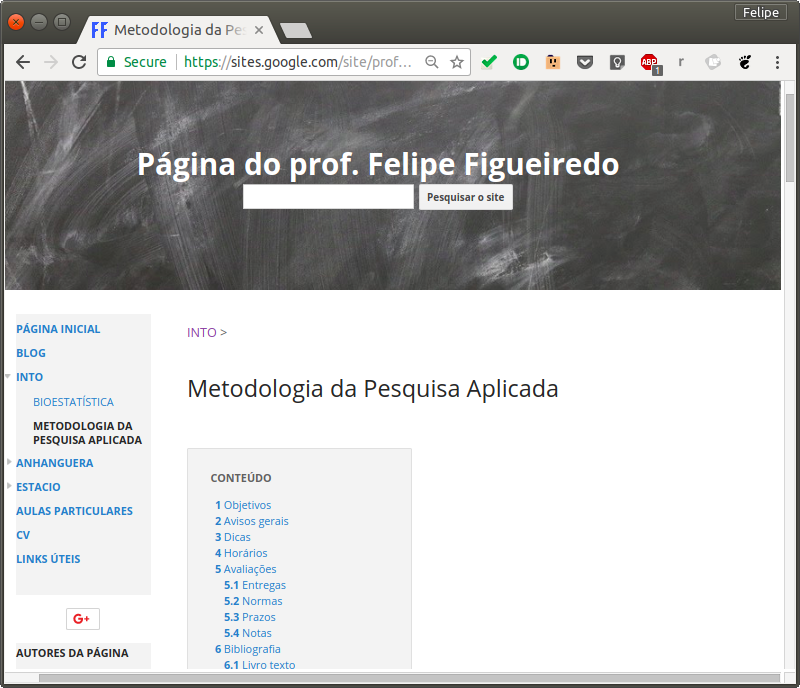 Felipe
FF Metodologia da Pe
Secure https://sites.google.com/site/prof...
ABP 1 r
Página do prof. Felipe Figueiredo
Pesquisar o site
PÁGINA INICIAL
BLOG
INTO
BIOESTATÍSTICA
METODOLOGIA DA
PESQUISA APLICADA
ANHANGUERA
ESTACIO
AULAS PARTICULARES
CV
LINKS ÚTEIS
G+
AUTORES DA PÁGINA
INTO >
Metodologia da Pesquisa Aplicada
CONTEÚDO
1 Objetivos
2 Avisos gerais
3 Dicas
4 Horários
5 Avaliações
5.1 Entregas
5.2 Normas
5.3 Prazos
5.4 Notas
6 Bibliografia
6.1 Livro texto